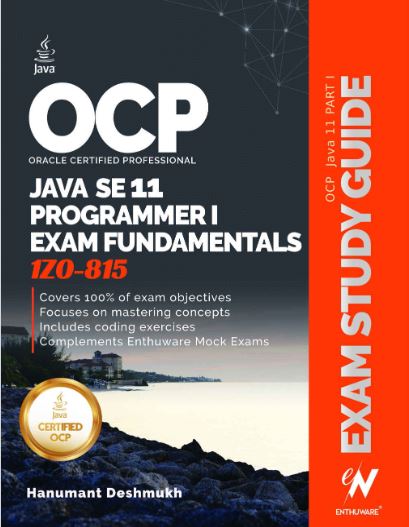 Java
OCP
ORACLE CERTIFIED PROFESSIONAL
JAVA SE 11
PROGRAMMER I
EXAM FUNDAMENTALS
1Z0-815
Covers 100% of exam objectives
Focuses on mastering concepts
Includes coding exercises
Complements Enthuware Mock Exams
Java
CERTIFIED
OCP
Hanumant Deshmukh
OCP Java 11 PART I
EXAM STUDY GUIDE
eN
ENTHUWARE®